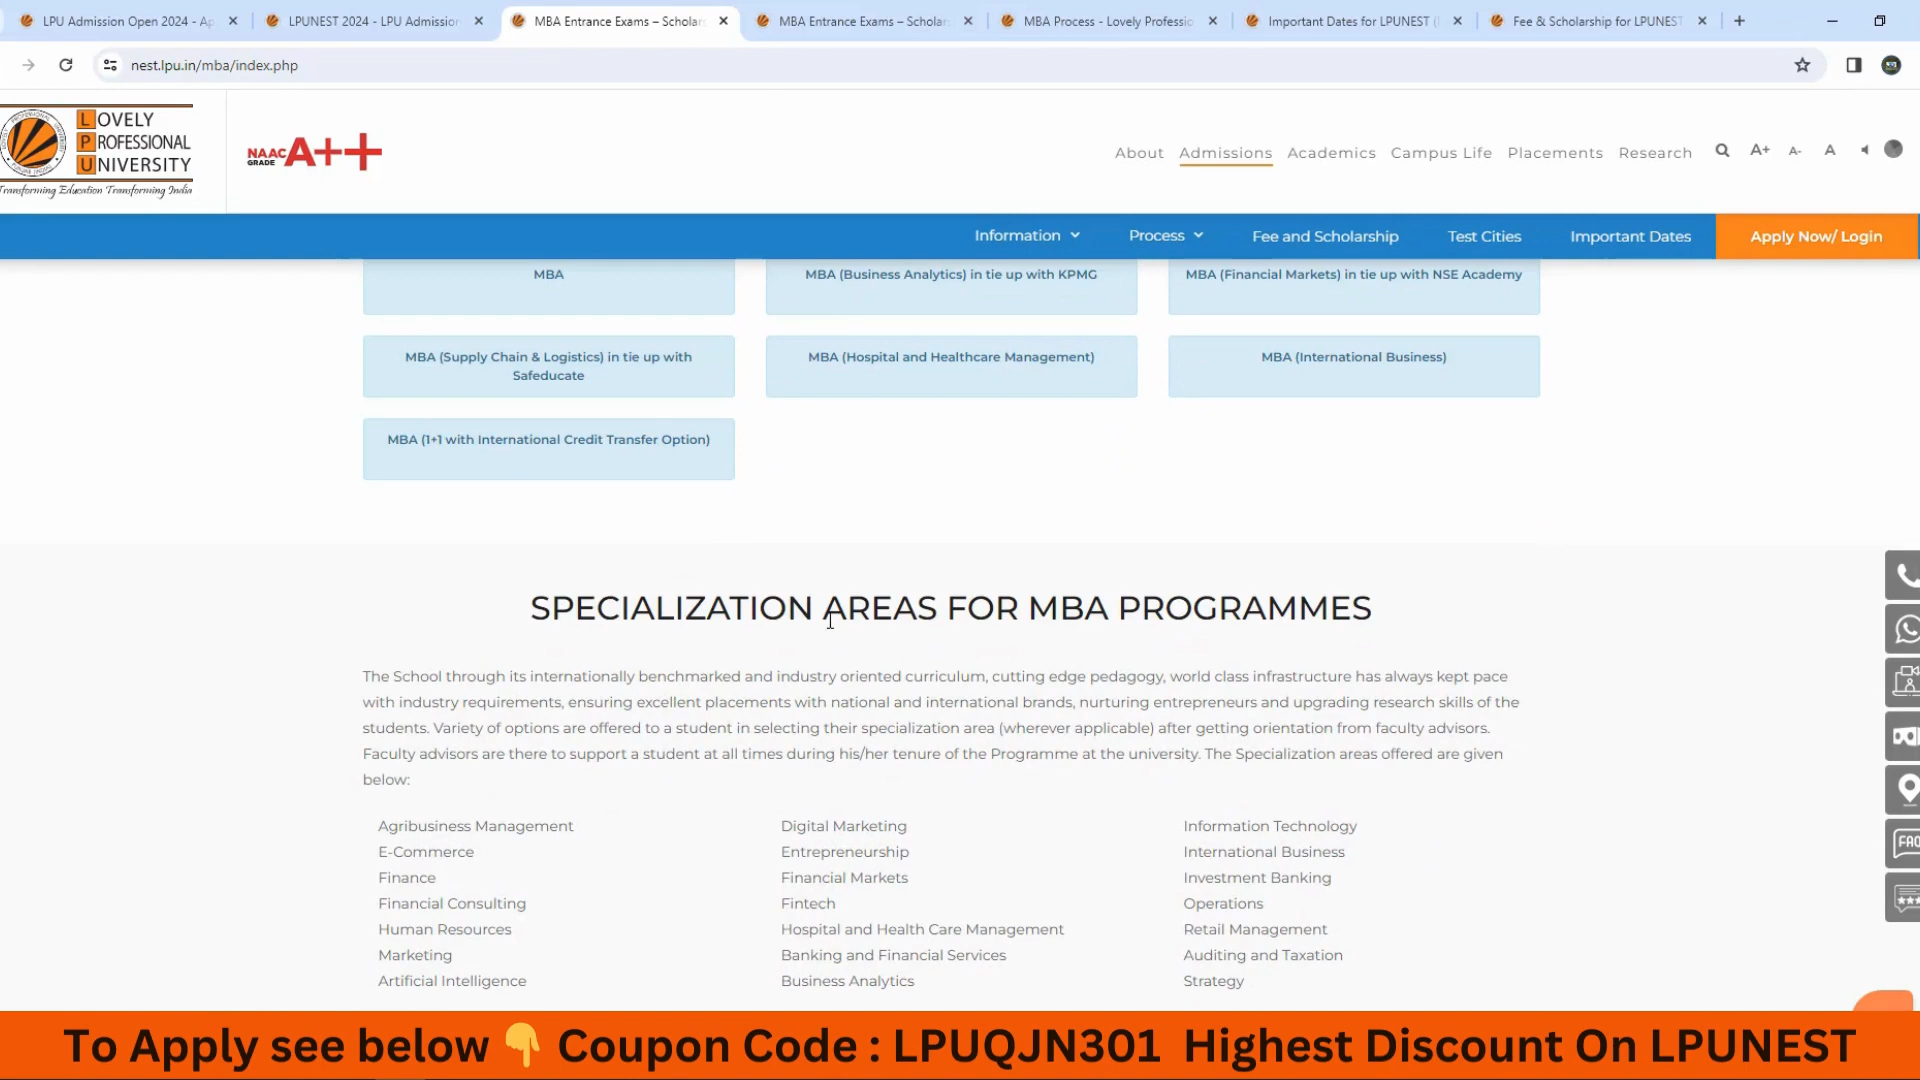 LPU Admission Open 2024 - Ap
LPUNEST 2024 - LPU Admission
MBA Entrance Exams – Scholar
MBA Entrance Exams – Scholar
MBA Process - Lovely Professio
Important Dates for LPUNEST (
Fee & Scholarship for LPUNEST
nest.lpu.in/mba/index.php
LOVELY
PROFESSIONAL
UNIVERSITY
Transforming Education Transforming India
NAAC
GRADE
A++
About Admissions Academics Campus Life Placements Research
A+ A- A
Information Process Fee and Scholarship Test Cities Important Dates Apply Now/ Login
MBA
MBA (Business Analytics) in tie up with KPMG
MBA (Financial Markets) in tie up with NSE Academy
MBA (Supply Chain & Logistics) in tie up with
Safeducate
MBA (Hospital and Healthcare Management)
MBA (International Business)
MBA (1+1 with International Credit Transfer Option)
SPECIALIZATION AREAS FOR MBA PROGRAMMES
The School through its internationally benchmarked and industry oriented curriculum, cutting edge pedagogy, world class infrastructure has always kept pace
with industry requirements, ensuring excellent placements with national and international brands, nurturing entrepreneurs and upgrading research skills of the
students. Variety of options are offered to a student in selecting their specialization area (wherever applicable) after getting orientation from faculty advisors.
Faculty advisors are there to support a student at all times during his/her tenure of the Programme at the university. The Specialization areas offered are given
below:
Agribusiness Management Digital Marketing Information Technology
E-Commerce Entrepreneurship International Business
Finance Financial Markets Investment Banking
Financial Consulting Fintech Operations
Human Resources Hospital and Health Care Management Retail Management
Marketing Banking and Financial Services Auditing and Taxation
Artificial Intelligence Business Analytics Strategy
FAQ
To Apply see below 👇 Coupon Code : LPUQJN301 Highest Discount On LPUNEST